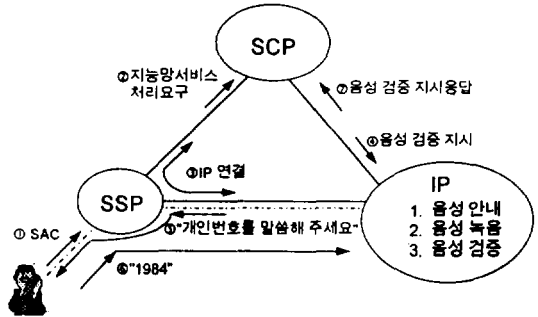 SCP
②지능망서비스
처리요구
⑦음성 검증 지시응답
④음성 검증 지시
③IP 연결
SSP
IP
1. 음성 안내
2. 음성 녹음
3. 음성 검증
① SAC
⑤"개인번호를 말씀해 주세요"
⑥"1984"